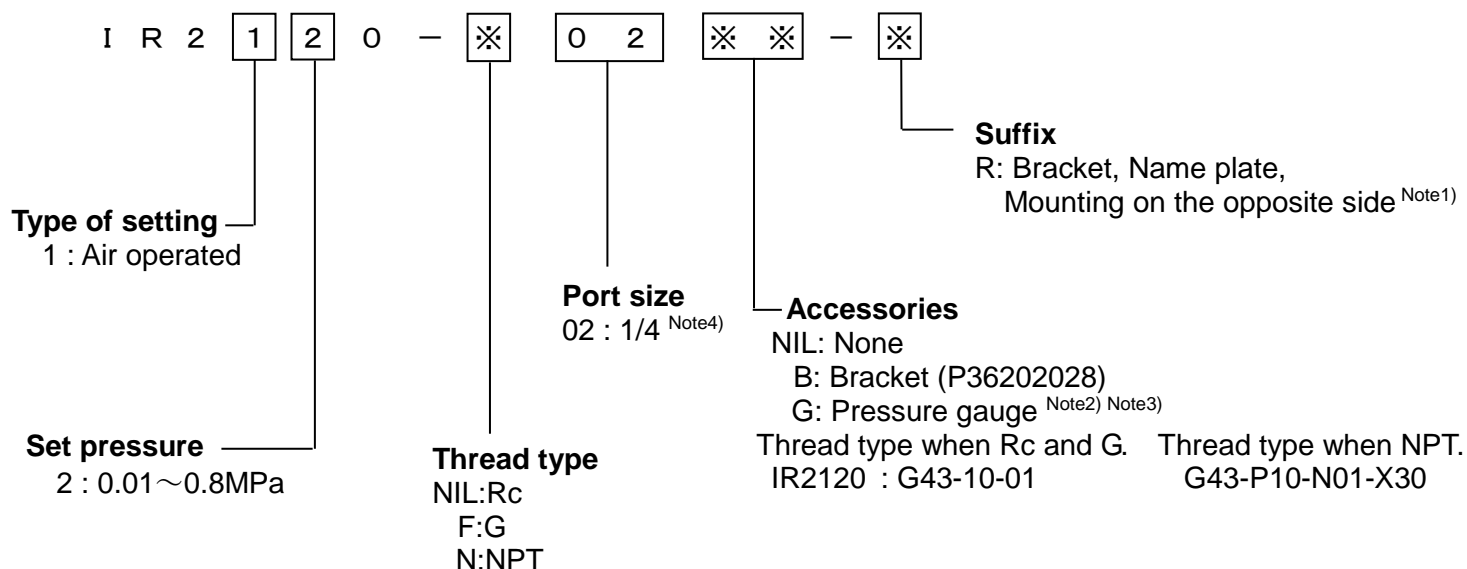 I R 2 1 2 0 － ※ 0 2 ※ ※ － ※
Suffix
R: Bracket, Name plate,
Mounting on the opposite side Note1)
Type of setting
1 : Air operated
Port size
02 : 1/4 Note4)
Accessories
NIL: None
B: Bracket (P36202028)
G: Pressure gauge Note2) Note3)
Thread type when Rc and G. Thread type when NPT.
IR2120 : G43-10-01 G43-P10-N01-X30
Set pressure
2 : 0.01～0.8MPa
Thread type
NIL:Rc
F:G
N:NPT